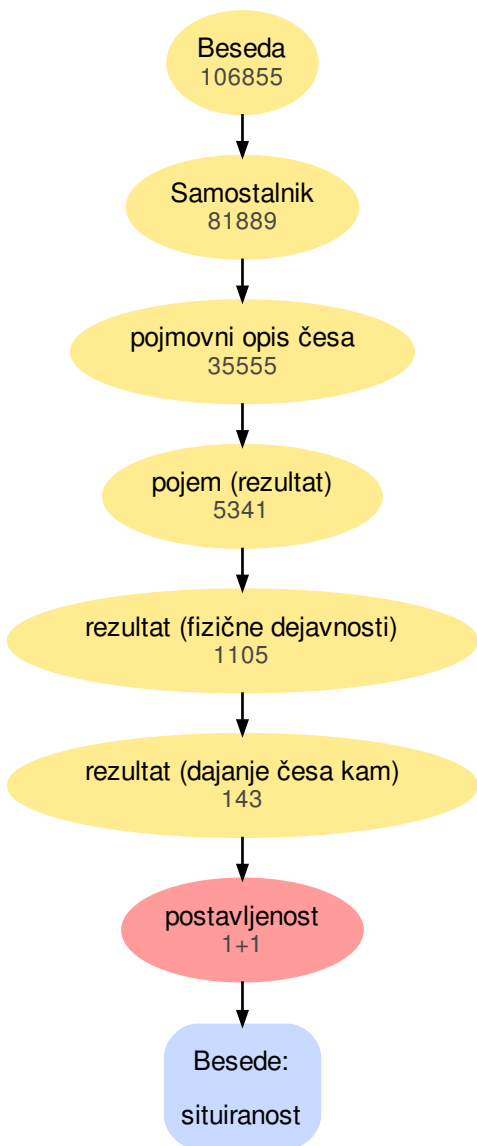 Beseda
106855
Samostalnik
81889
pojmovni opis česa
35555
pojem (rezultat)
5341
rezultat (fizične dejavnosti)
1105
rezultat (dajanje česa kam)
143
postavljenost
1+1
Besede:
situiranost